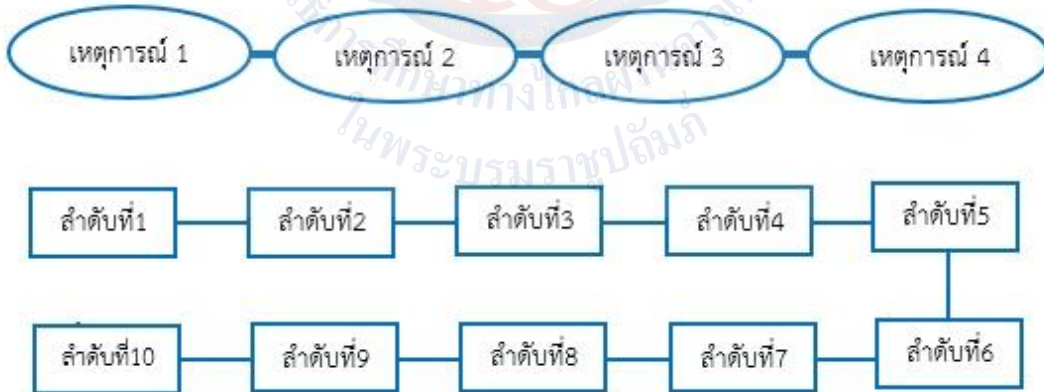 เหตุการณ์ 1 เหตุการณ์ 2 เหตุการณ์ 3 เหตุการณ์ 4
ในพระบรมราชูปถัมภ์
ลำดับที่1 ลำดับที่2 ลำดับที่3 ลำดับที่4 ลำดับที่5
ลำดับที่10 ลำดับที่9 ลำดับที่8 ลำดับที่7 ลำดับที่6